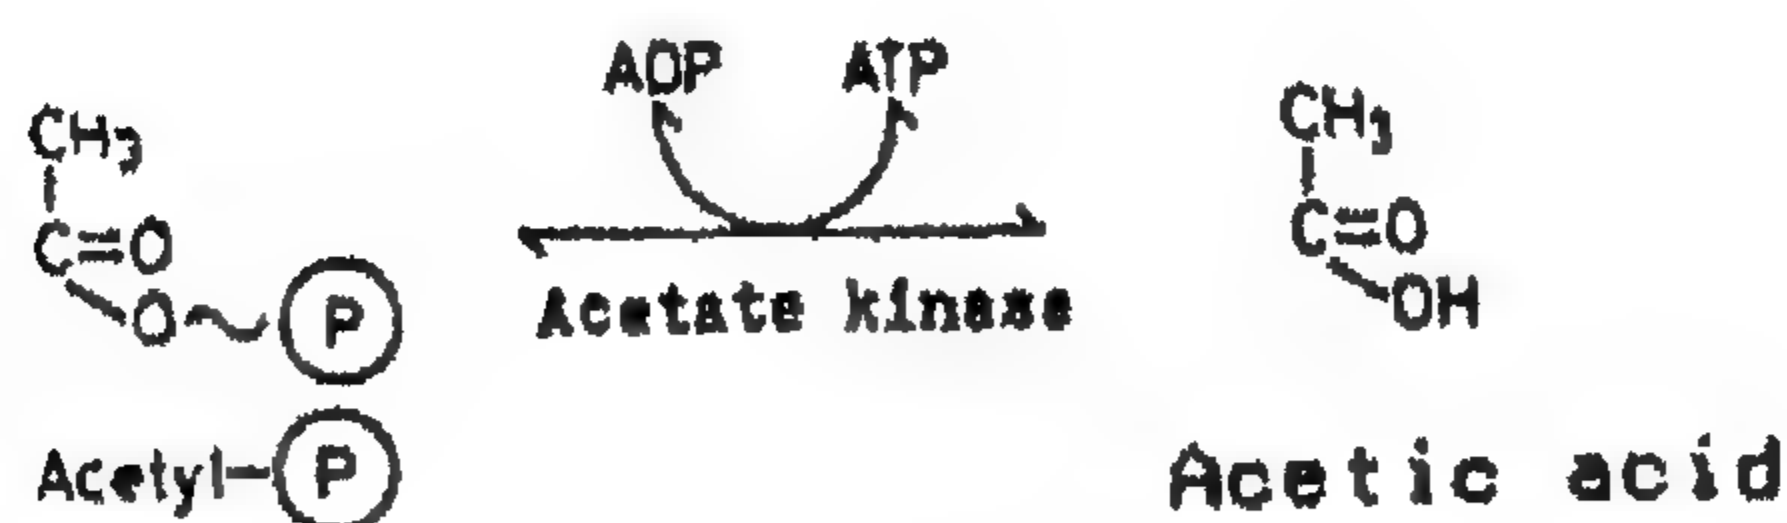 ADP ATP
CH3 CH3
C=O C=O
O~P OH
Acetate kinase
Acetyl-P Acetic acid